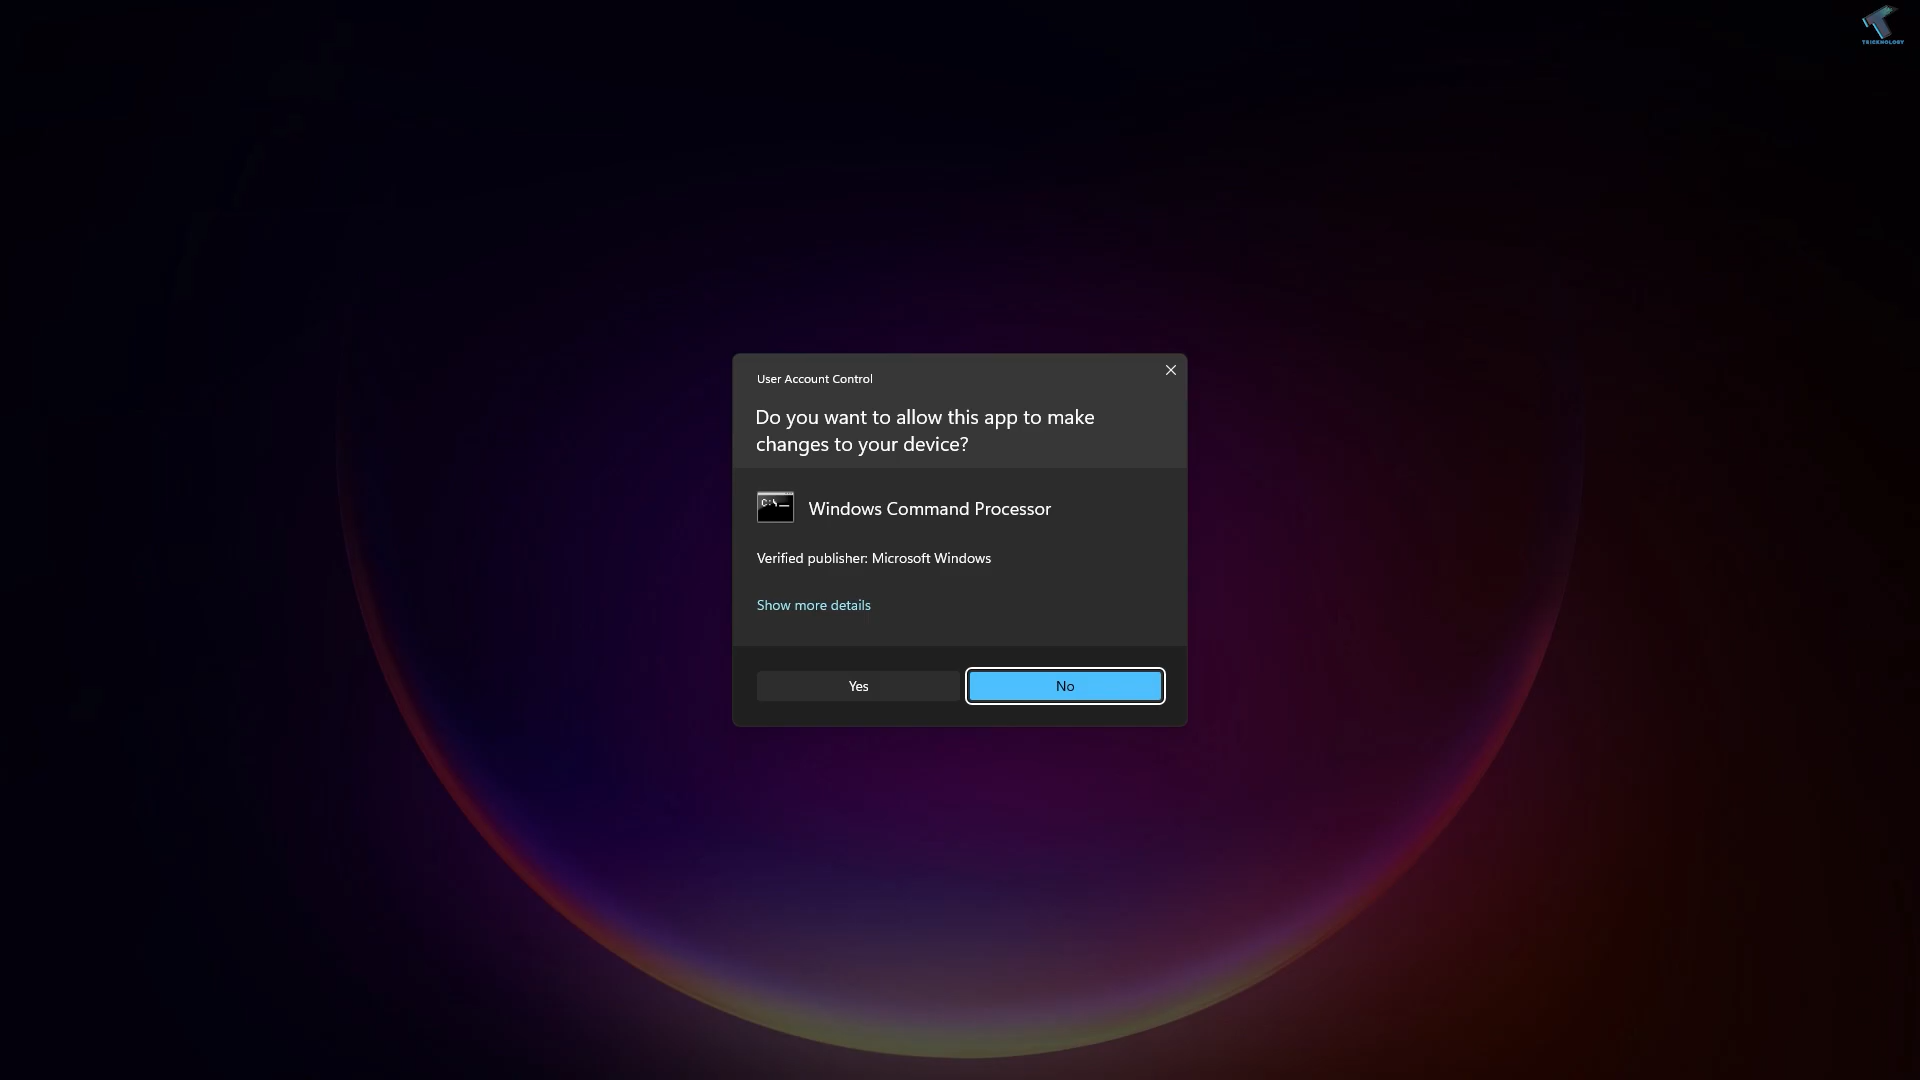 TRICKNOLOGY
User Account Control
Do you want to allow this app to make
changes to your device?
C:\_
Windows Command Processor
Verified publisher: Microsoft Windows
Show more details
Yes
No